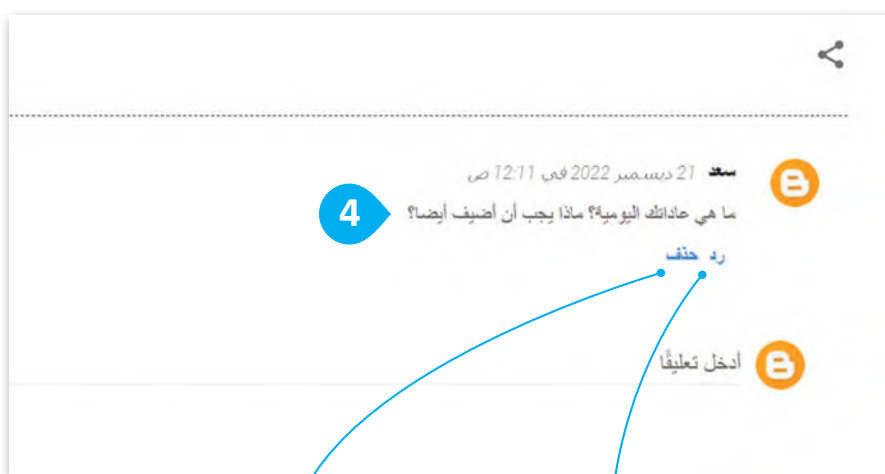 سعد 21 ديسمبر 2022 في 12:11 ص
ما هي عاداتك اليومية؟ ماذا يجب أن أضيف أيضا؟
4
رد حذف
أدخل تعليقًا